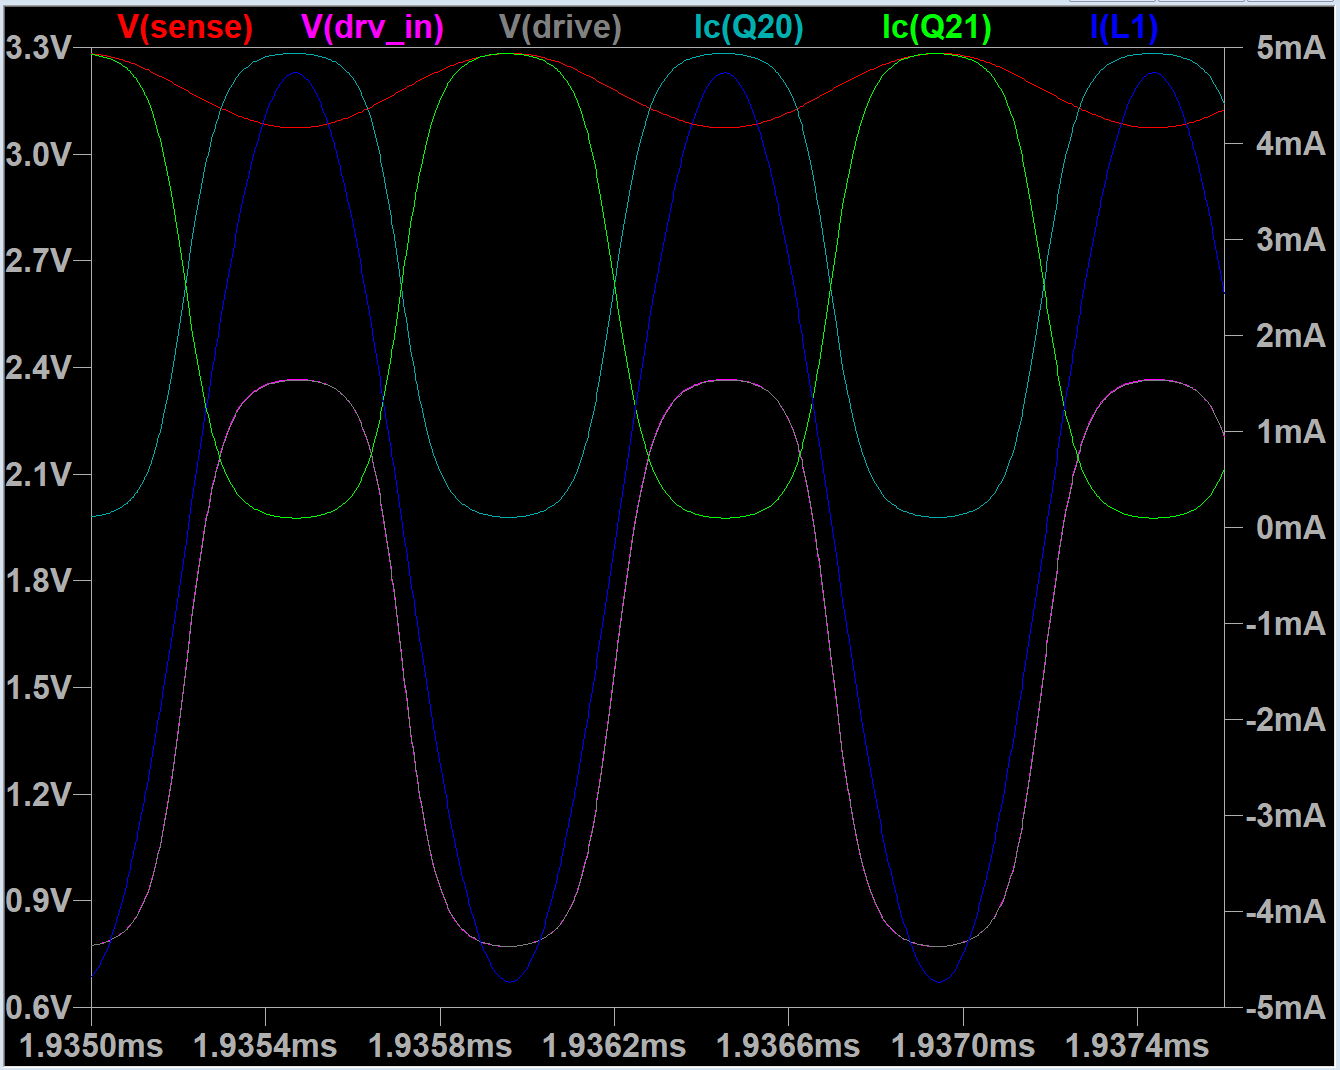 V(sense) V(drv_in) V(drive) Ic(Q20) Ic(Q21) I(L1)
3.3V 5mA
3.0V 4mA
2.7V 3mA
2.4V 2mA
2.1V 1mA
1.8V 0mA
1.5V -1mA
1.2V -2mA
0.9V -3mA
0.6V -4mA
-5mA
1.9350ms 1.9354ms 1.9358ms 1.9362ms 1.9366ms 1.9370ms 1.9374ms